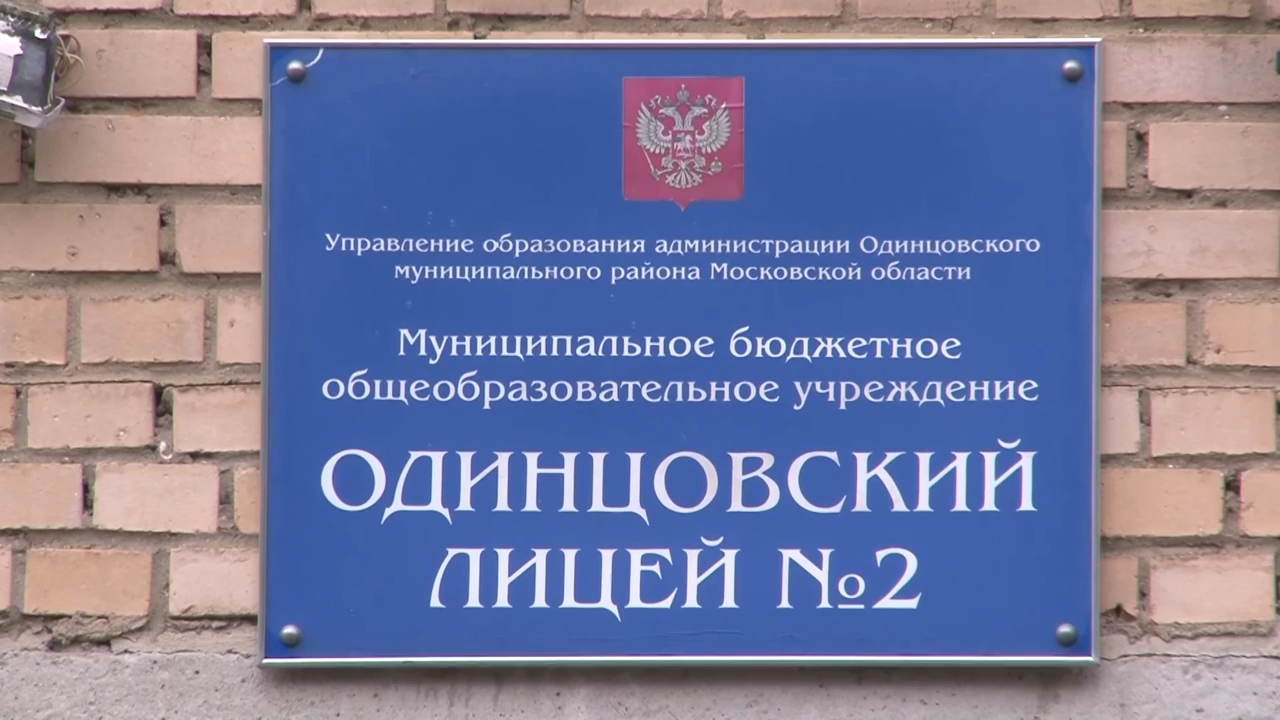 Управление образования администрации Одинцовского
муниципального района Московской области
Муниципальное бюджетное
общеобразовательное учреждение
ОДИНЦОВСКИЙ
ЛИЦЕЙ №2